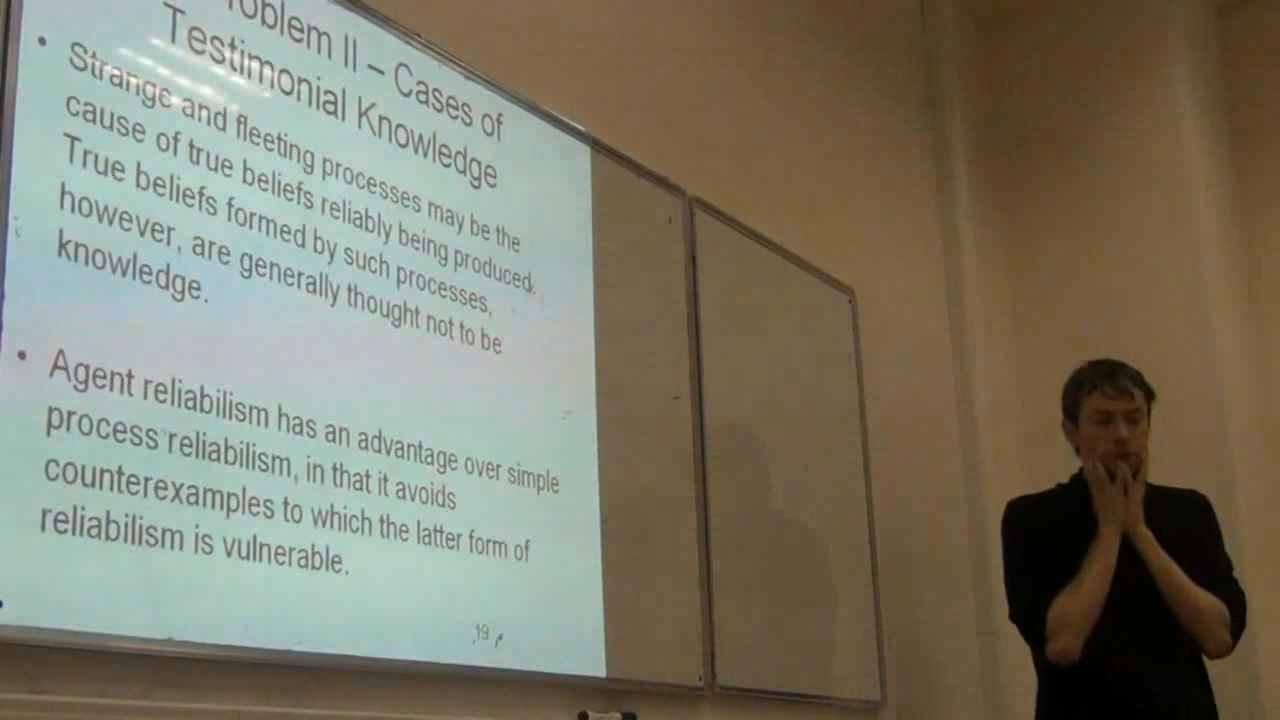 Problem II – Cases of
Testimonial Knowledge
• Strange and fleeting processes may be the
cause of true beliefs reliably being produced.
True beliefs formed by such processes,
however, are generally thought not to be
knowledge.
• Agent reliabilism has an advantage over simple
process reliabilism, in that it avoids
counterexamples to which the latter form of
reliabilism is vulnerable.
19